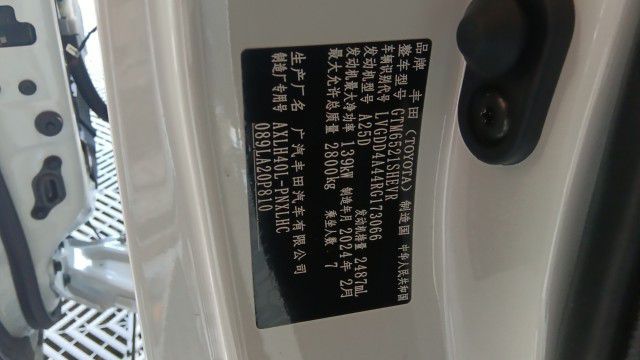 品牌 丰田(TOYOTA) 制造国 中华人民共和国
整车型号 GTM6521SHEVR
车辆识别代号 LVGDD4A44RG173066
发动机型号 A25D 发动机排量 2487mL
发动机最大净功率 139kW 制造年月 2024年2月
最大允许总质量 2800kg 乘坐人数 7
生产厂名 广汽丰田汽车有限公司
制造厂专用号 AXLH40L-PNXLHC
089 LA20P810